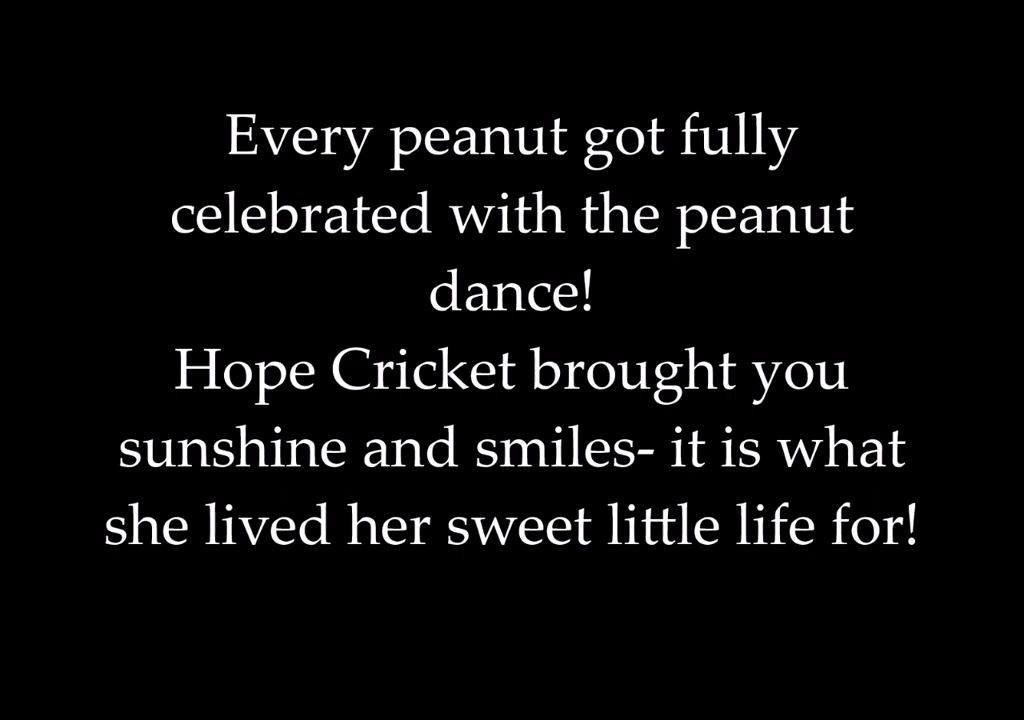 Every peanut got fully
celebrated with the peanut
dance!
Hope Cricket brought you
sunshine and smiles- it is what
she lived her sweet little life for!